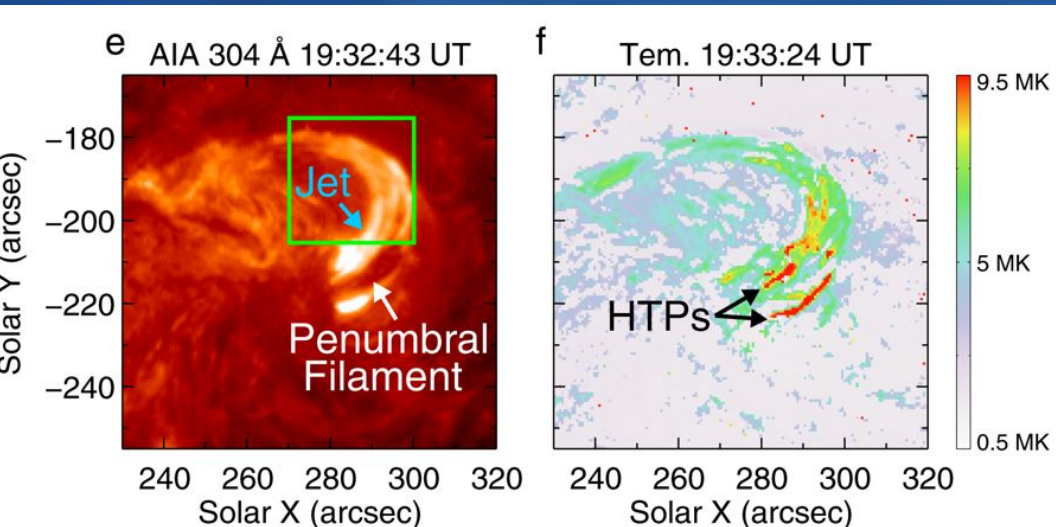 e
AIA 304 Å 19:32:43 UT
f
Tem. 19:33:24 UT
Solar Y (arcsec)
−180
−200
−220
−240
Jet
Penumbral
Filament
240 260 280 300 320
Solar X (arcsec)
HTPs
240 260 280 300 320
Solar X (arcsec)
9.5 MK
5 MK
0.5 MK